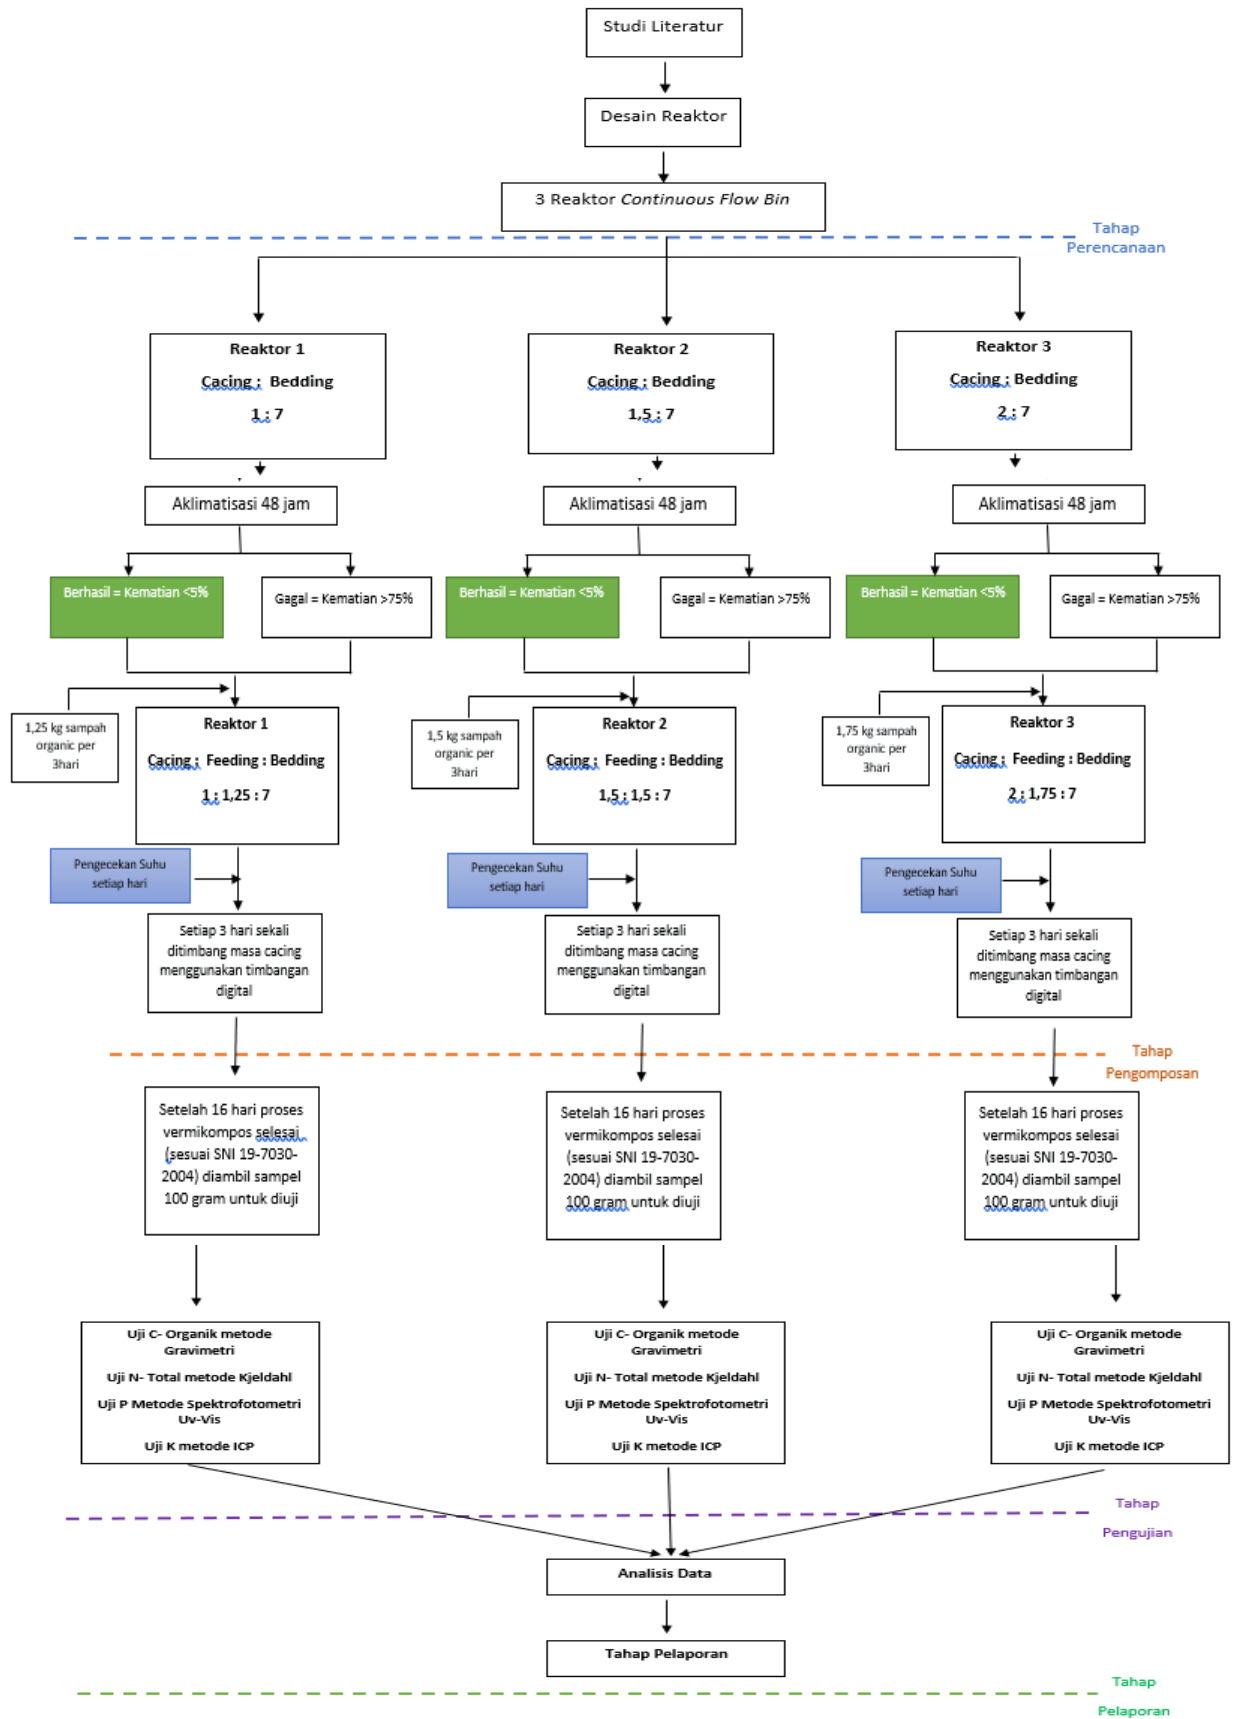 Studi Literatur
Desain Reaktor
3 Reaktor Continuous Flow Bin
Tahap
Perencanaan
Reaktor 1
Cacing : Bedding
1 : 7
Reaktor 2
Cacing : Bedding
1,5 : 7
Reaktor 3
Cacing : Bedding
2 : 7
Aklimatisasi 48 jam
Aklimatisasi 48 jam
Aklimatisasi 48 jam
Berhasil = Kematian <5%
Gagal = Kematian >75%
Berhasil = Kematian <5%
Gagal = Kematian >75%
Berhasil = Kematian <5%
Gagal = Kematian >75%
1,25 kg sampah
organic per
3hari
Reaktor 1
Cacing : Feeding : Bedding
1 : 1,25 : 7
1,5 kg sampah
organic per
3hari
Reaktor 2
Cacing : Feeding : Bedding
1,5 : 1,5 : 7
1,75 kg sampah
organic per
3hari
Reaktor 3
Cacing : Feeding : Bedding
2 : 1,75 : 7
Pengecekan Suhu
setiap hari
Pengecekan Suhu
setiap hari
Pengecekan Suhu
setiap hari
Setiap 3 hari sekali
ditimbang masa cacing
menggunakan timbangan
digital
Setiap 3 hari sekali
ditimbang masa cacing
menggunakan timbangan
digital
Setiap 3 hari sekali
ditimbang masa cacing
menggunakan timbangan
digital
Tahap
Pengomposan
Setelah 16 hari proses
vermikompos selesai
(sesuai SNI 19-7030-
2004) diambil sampel
100 gram untuk diuji
Setelah 16 hari proses
vermikompos selesai
(sesuai SNI 19-7030-
2004) diambil sampel
100 gram untuk diuji
Setelah 16 hari proses
vermikompos selesai
(sesuai SNI 19-7030-
2004) diambil sampel
100 gram untuk diuji
Uji C- Organik metode
Gravimetri
Uji N- Total metode Kjeldahl
Uji P Metode Spektrofotometri
Uv-Vis
Uji K metode ICP
Uji C- Organik metode
Gravimetri
Uji N- Total metode Kjeldahl
Uji P Metode Spektrofotometri
Uv-Vis
Uji K metode ICP
Uji C- Organik metode
Gravimetri
Uji N- Total metode Kjeldahl
Uji P Metode Spektrofotometri
Uv-Vis
Uji K metode ICP
Tahap
Pengujian
Analisis Data
Tahap Pelaporan
Tahap
Pelaporan